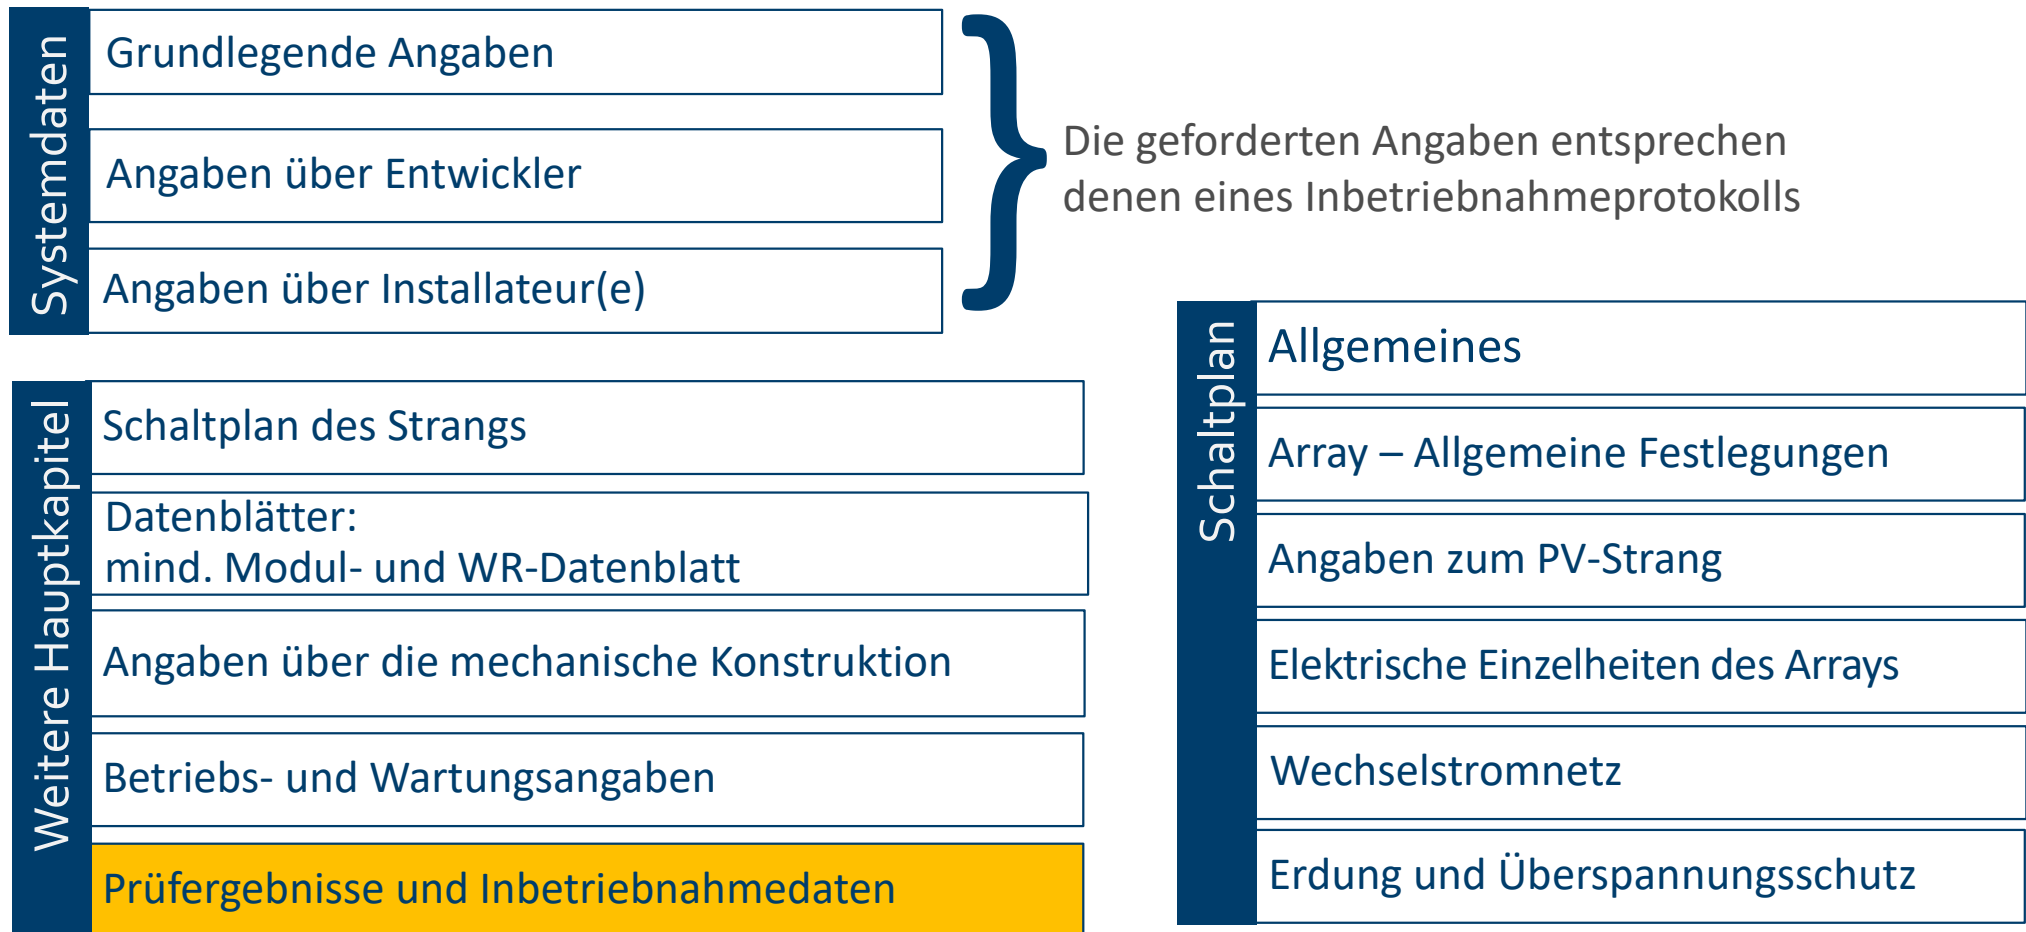 Systemdaten
Grundlegende Angaben
Angaben über Entwickler
Angaben über Installateur(e)
Die geforderten Angaben entsprechen
denen eines Inbetriebnahmeprotokolls
Weitere Hauptkapitel
Schaltplan des Strangs
Datenblätter:
mind. Modul- und WR-Datenblatt
Angaben über die mechanische Konstruktion
Betriebs- und Wartungsangaben
Prüfergebnisse und Inbetriebnahmedaten
Schaltplan
Allgemeines
Array – Allgemeine Festlegungen
Angaben zum PV-Strang
Elektrische Einzelheiten des Arrays
Wechselstromnetz
Erdung und Überspannungsschutz